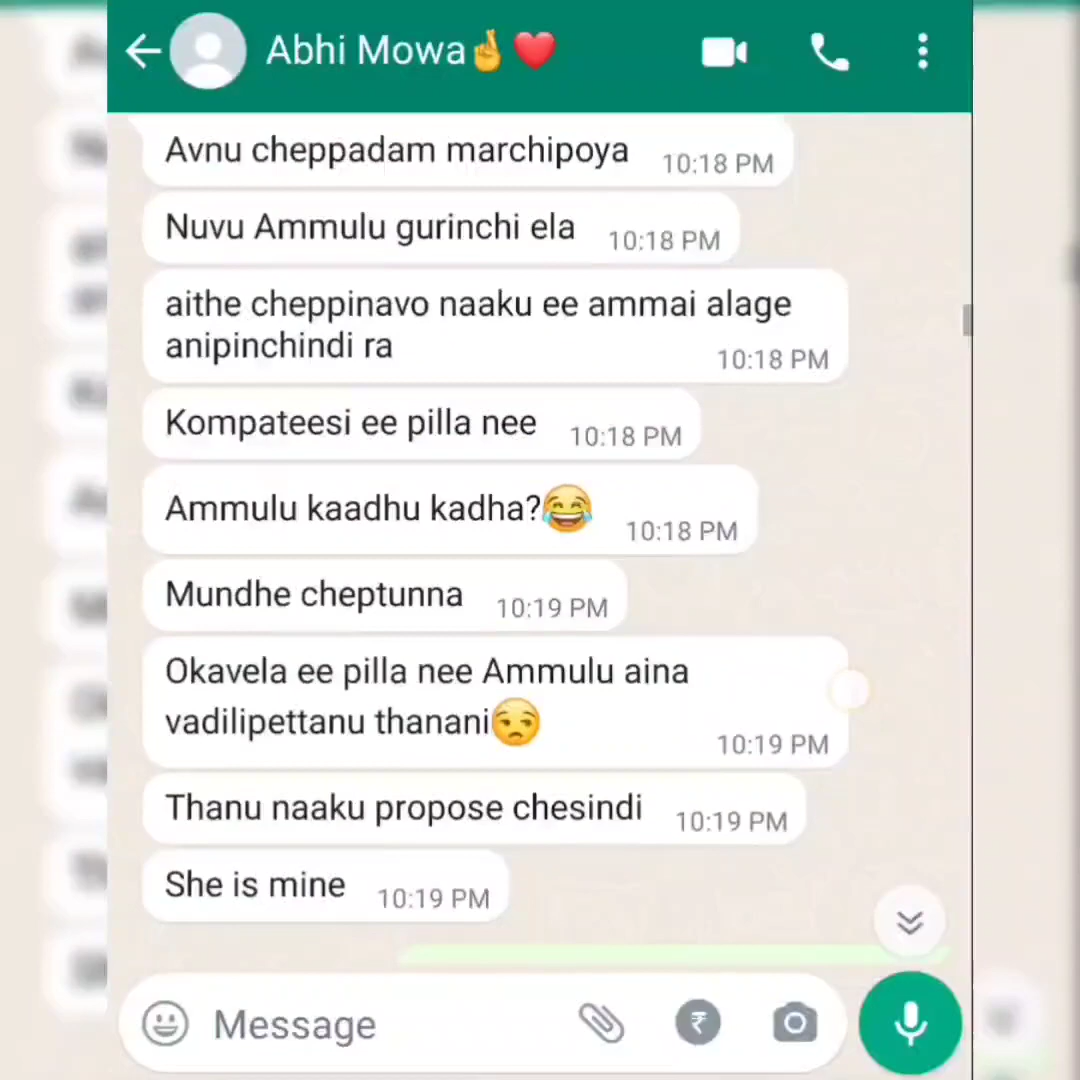 Abhi Mowa🤞❤️
Avnu cheppadam marchipoya 10:18 PM
Nuvu Ammulu gurinchi ela 10:18 PM
aithe cheppinavo naaku ee ammai alage
anipinchindi ra 10:18 PM
Kompateesi ee pilla nee 10:18 PM
Ammulu kaadhu kadha?😂 10:18 PM
Mundhe cheptunna 10:19 PM
Okavela ee pilla nee Ammulu aina
vadilipettanu thanani😒 10:19 PM
Thanu naaku propose chesindi 10:19 PM
She is mine 10:19 PM
Message